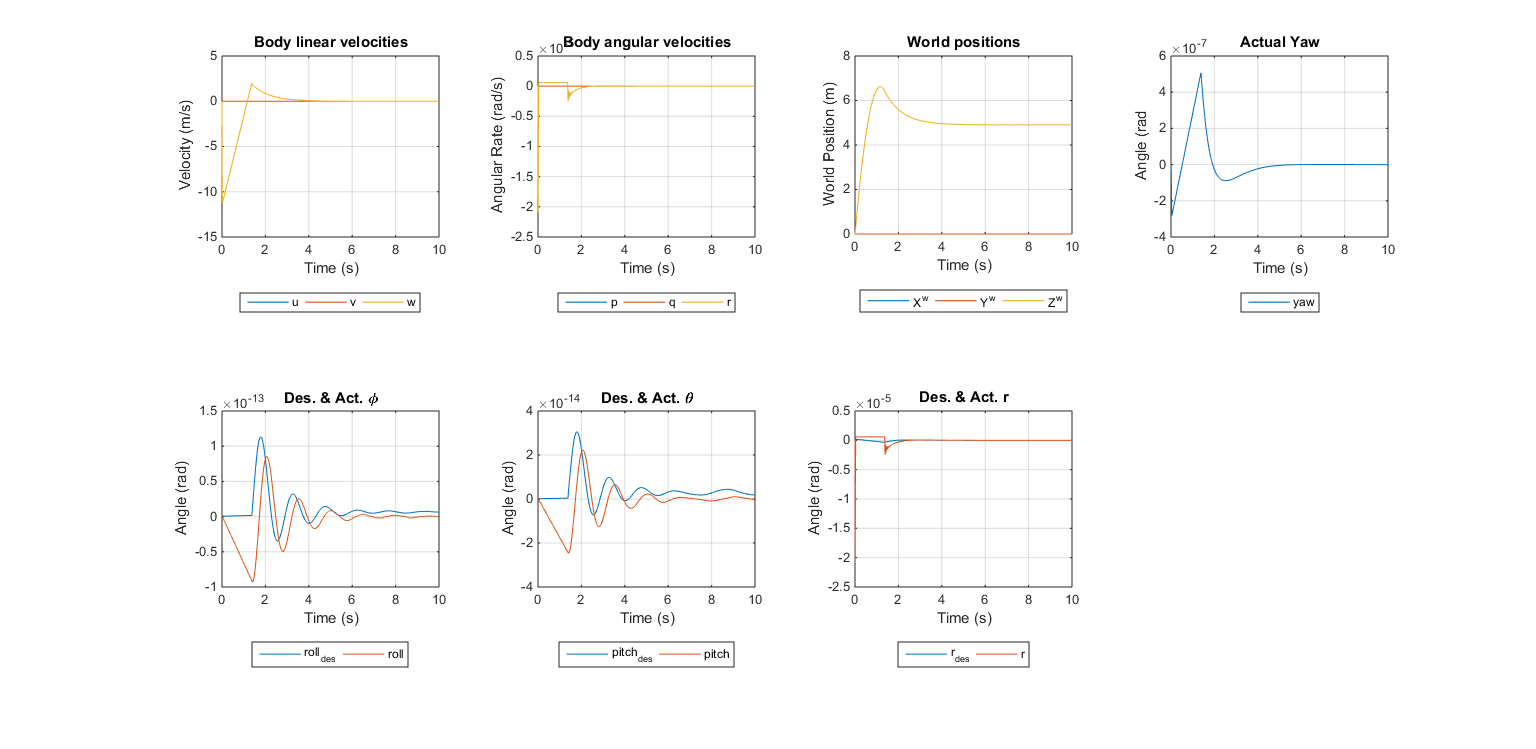 Body linear velocities
Velocity (m/s)
5
0
-5
-10
-15
0 2 4 6 8 10
Time (s)
u v w
Body angular velocities
Angular Rate (rad/s)
0.5
0
-0.5
-1
-1.5
-2
-2.5
0 2 4 6 8 10
Time (s)
p q r
World positions
World Position (m)
8
6
4
2
0
0 2 4 6 8 10
Time (s)
X^w Y^w Z^w
Actual Yaw
×10^-7
Angle (rad
6
4
2
0
-2
-4
0 2 4 6 8 10
Time (s)
yaw
Des. & Act. ϕ
×10^-13
Angle (rad)
1.5
1
0.5
0
-0.5
-1
0 2 4 6 8 10
Time (s)
roll_des roll
Des. & Act. θ
×10^-14
Angle (rad)
4
2
0
-2
-4
0 2 4 6 8 10
Time (s)
pitch_des pitch
Des. & Act. r
×10^-5
Angle (rad)
0.5
0
-0.5
-1
-1.5
-2
-2.5
0 2 4 6 8 10
Time (s)
r_des r